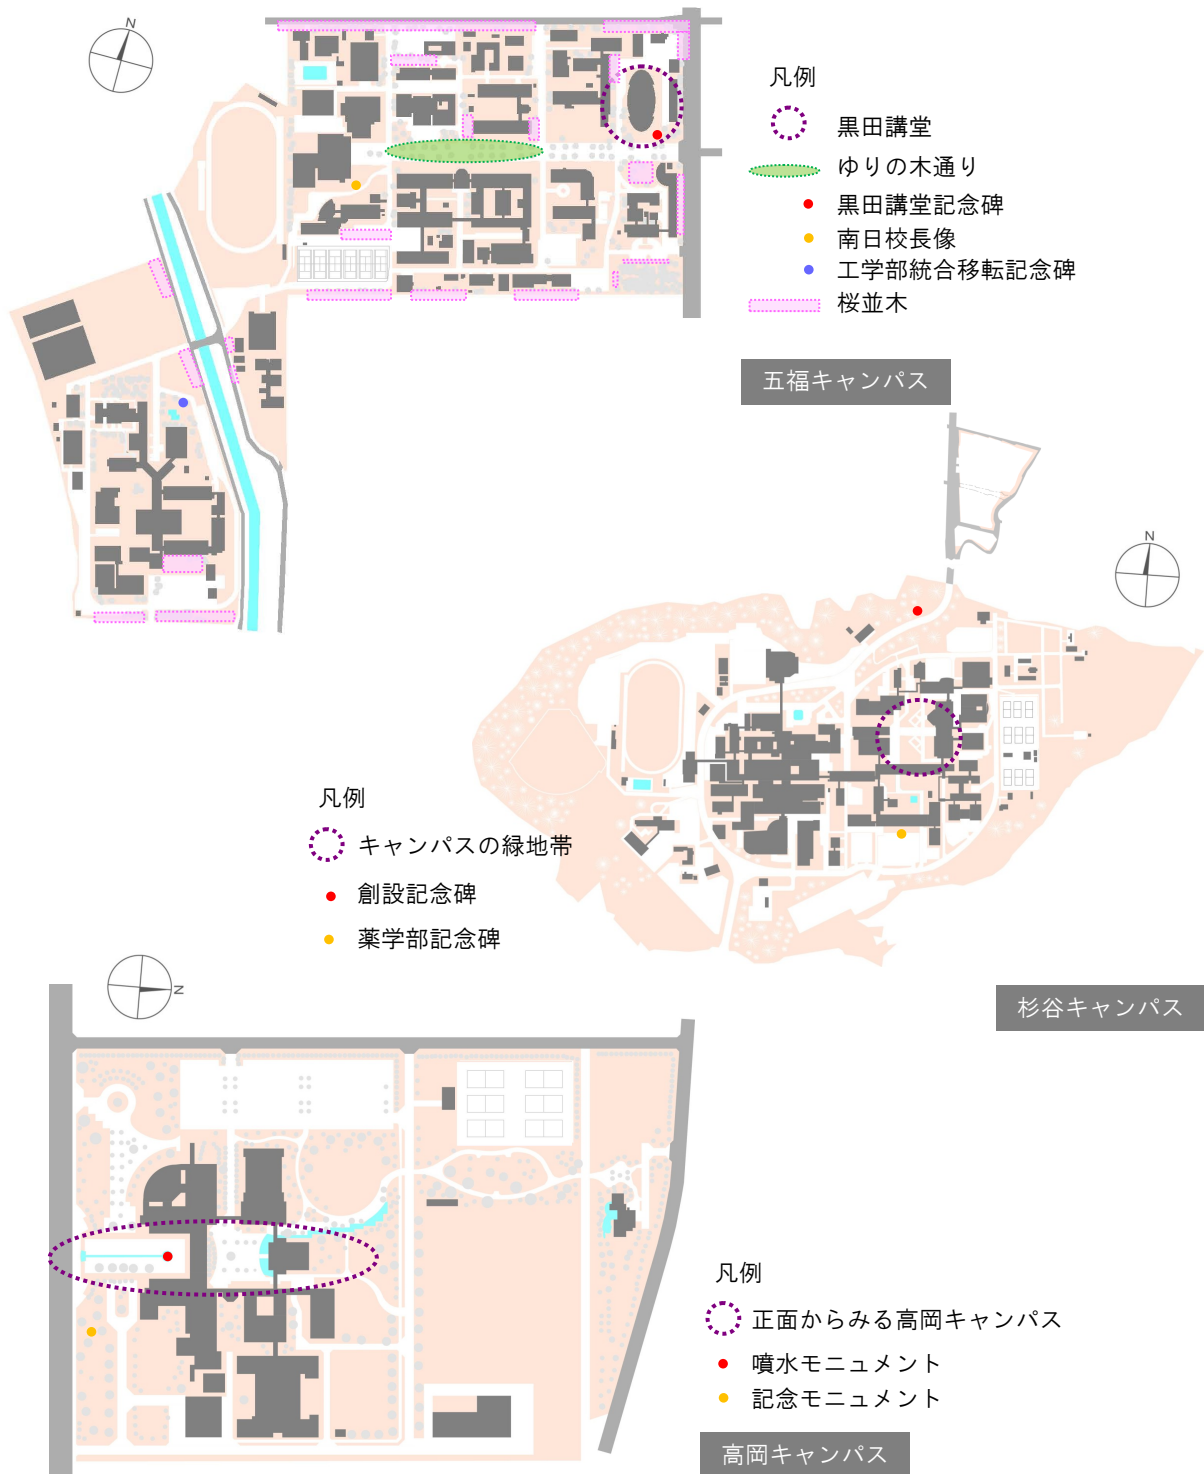 N
凡例
黒田講堂
ゆりの木通り
黒田講堂記念碑
南日校長像
工学部統合移転記念碑
桜並木
五福キャンパス
N
凡例
キャンパスの緑地帯
創設記念碑
薬学部記念碑
杉谷キャンパス
N
凡例
正面からみる高岡キャンパス
噴水モニュメント
記念モニュメント
高岡キャンパス